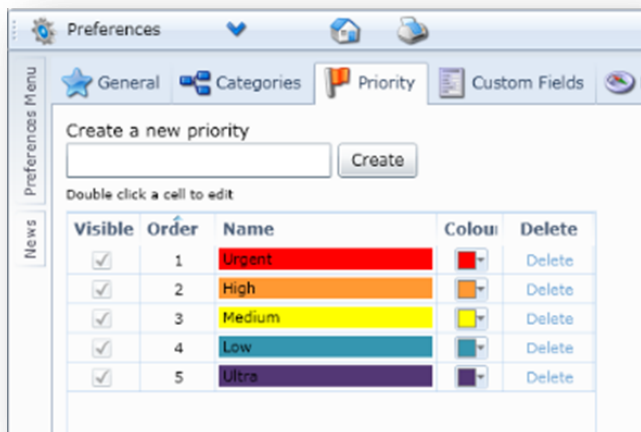 Preferences
Preferences Menu
News
General Categories Priority Custom Fields
Create a new priority
Create
Double click a cell to edit
Visible Order Name Colou Delete
1 Urgent Delete
2 High Delete
3 Medium Delete
4 Low Delete
5 Ultra Delete